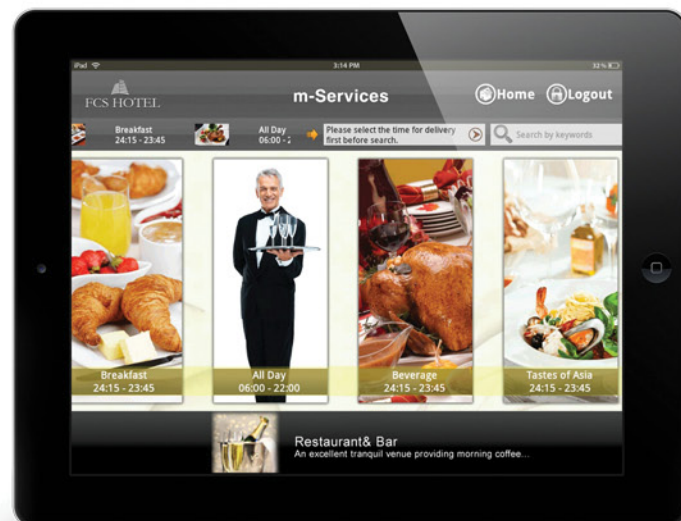 iPad
3:14 PM
32%
FCS HOTEL
m-Services
Home
Logout
Breakfast
24:15 - 23:45
All Day
06:00 - 2
Please select the time for delivery
first before search.
Search by keywords
Breakfast
24:15 - 23:45
All Day
06:00 - 22:00
Beverage
24:15 - 23:45
Tastes of Asia
24:15 - 23:45
Restaurant& Bar
An excellent tranquil venue providing morning coffee...